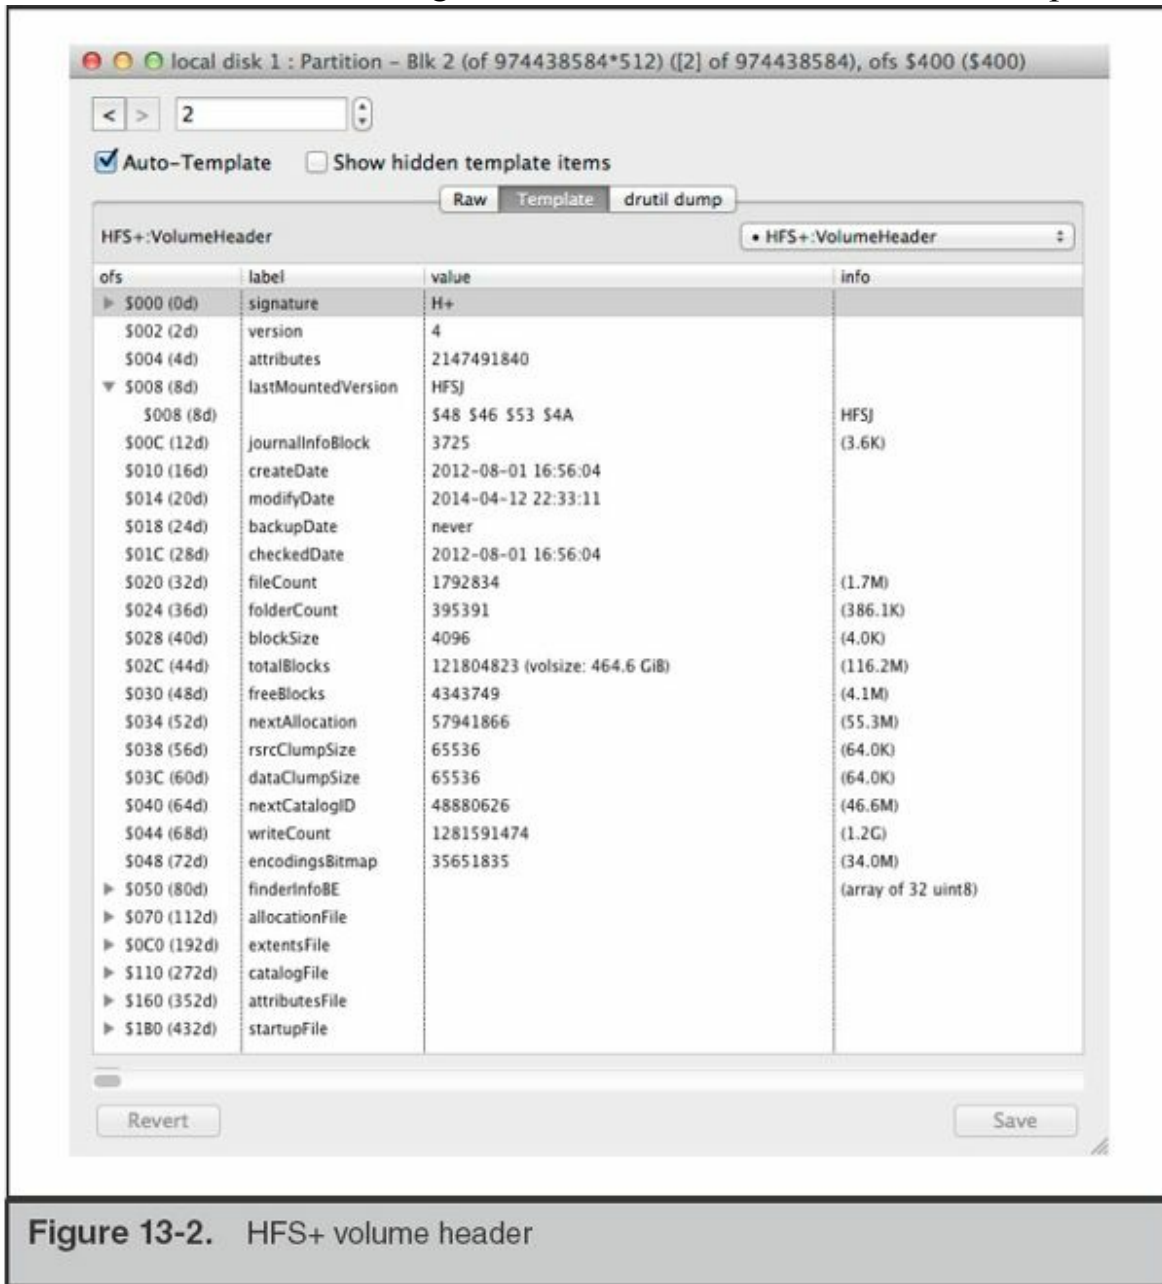 local disk 1 : Partition – Blk 2 (of 974438584*512) ([2] of 974438584), ofs $400 ($400)
< > 2
Auto-Template Show hidden template items
Raw Template drutil dump
HFS+:VolumeHeader • HFS+:VolumeHeader
ofs label value info
$000 (0d) signature H+
$002 (2d) version 4
$004 (4d) attributes 2147491840
$008 (8d) lastMountedVersion HFSJ
$008 (8d) $48 $46 $53 $4A HFSJ
$00C (12d) journalInfoBlock 3725 (3.6K)
$010 (16d) createDate 2012-08-01 16:56:04
$014 (20d) modifyDate 2014-04-12 22:33:11
$018 (24d) backupDate never
$01C (28d) checkedDate 2012-08-01 16:56:04
$020 (32d) fileCount 1792834 (1.7M)
$024 (36d) folderCount 395391 (386.1K)
$028 (40d) blockSize 4096 (4.0K)
$02C (44d) totalBlocks 121804823 (volsize: 464.6 GiB) (116.2M)
$030 (48d) freeBlocks 4343749 (4.1M)
$034 (52d) nextAllocation 57941866 (55.3M)
$038 (56d) rsrcClumpSize 65536 (64.0K)
$03C (60d) dataClumpSize 65536 (64.0K)
$040 (64d) nextCatalogID 48880626 (46.6M)
$044 (68d) writeCount 1281591474 (1.2G)
$048 (72d) encodingsBitmap 35651835 (34.0M)
$050 (80d) finderInfoBE (array of 32 uint8)
$070 (112d) allocationFile
$0C0 (192d) extentsFile
$110 (272d) catalogFile
$160 (352d) attributesFile
$1B0 (432d) startupFile
Revert Save
Figure 13-2. HFS+ volume header